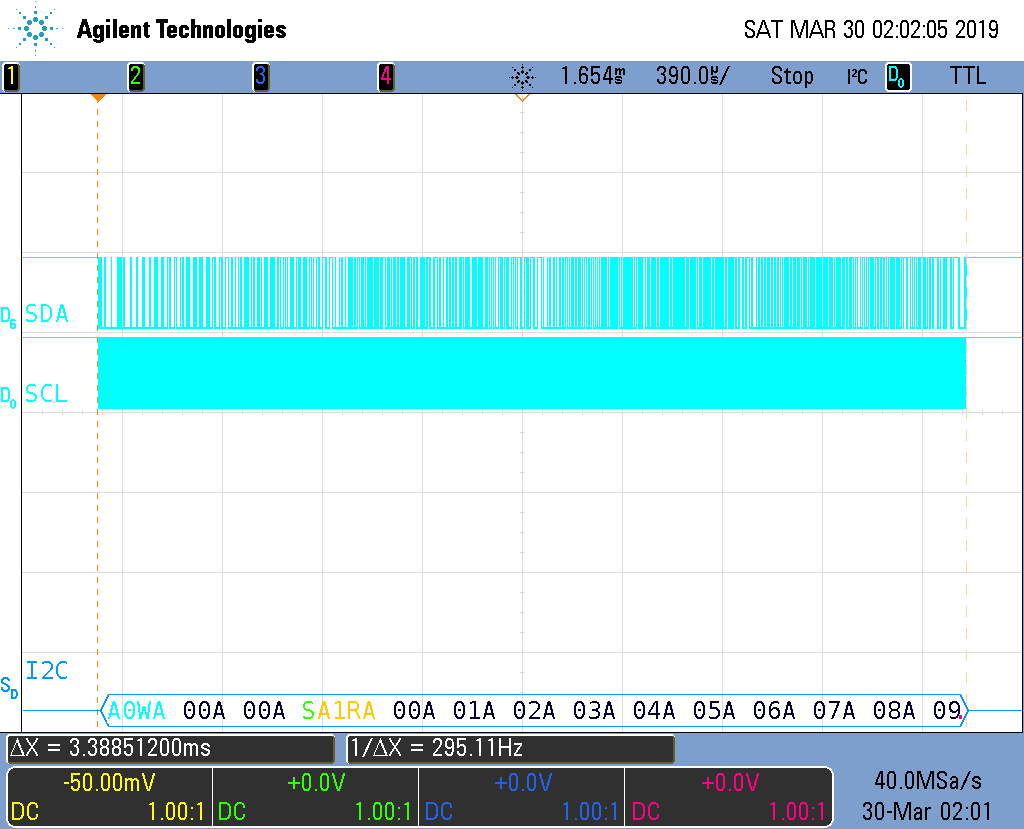 Agilent Technologies SAT MAR 30 02:02:05 2019
1 2 3 4 1.654ms 390.0us/ Stop I²C D0 TTL
D6 SDA
D0 SCL
I2C
SD
A0WA 00A 00A SA1RA 00A 01A 02A 03A 04A 05A 06A 07A 08A 09
ΔX = 3.38851200ms 1/ΔX = 295.11Hz
-50.00mV +0.0V +0.0V +0.0V 40.0MSa/s
DC 1.00:1 DC 1.00:1 DC 1.00:1 DC 1.00:1 30-Mar 02:01